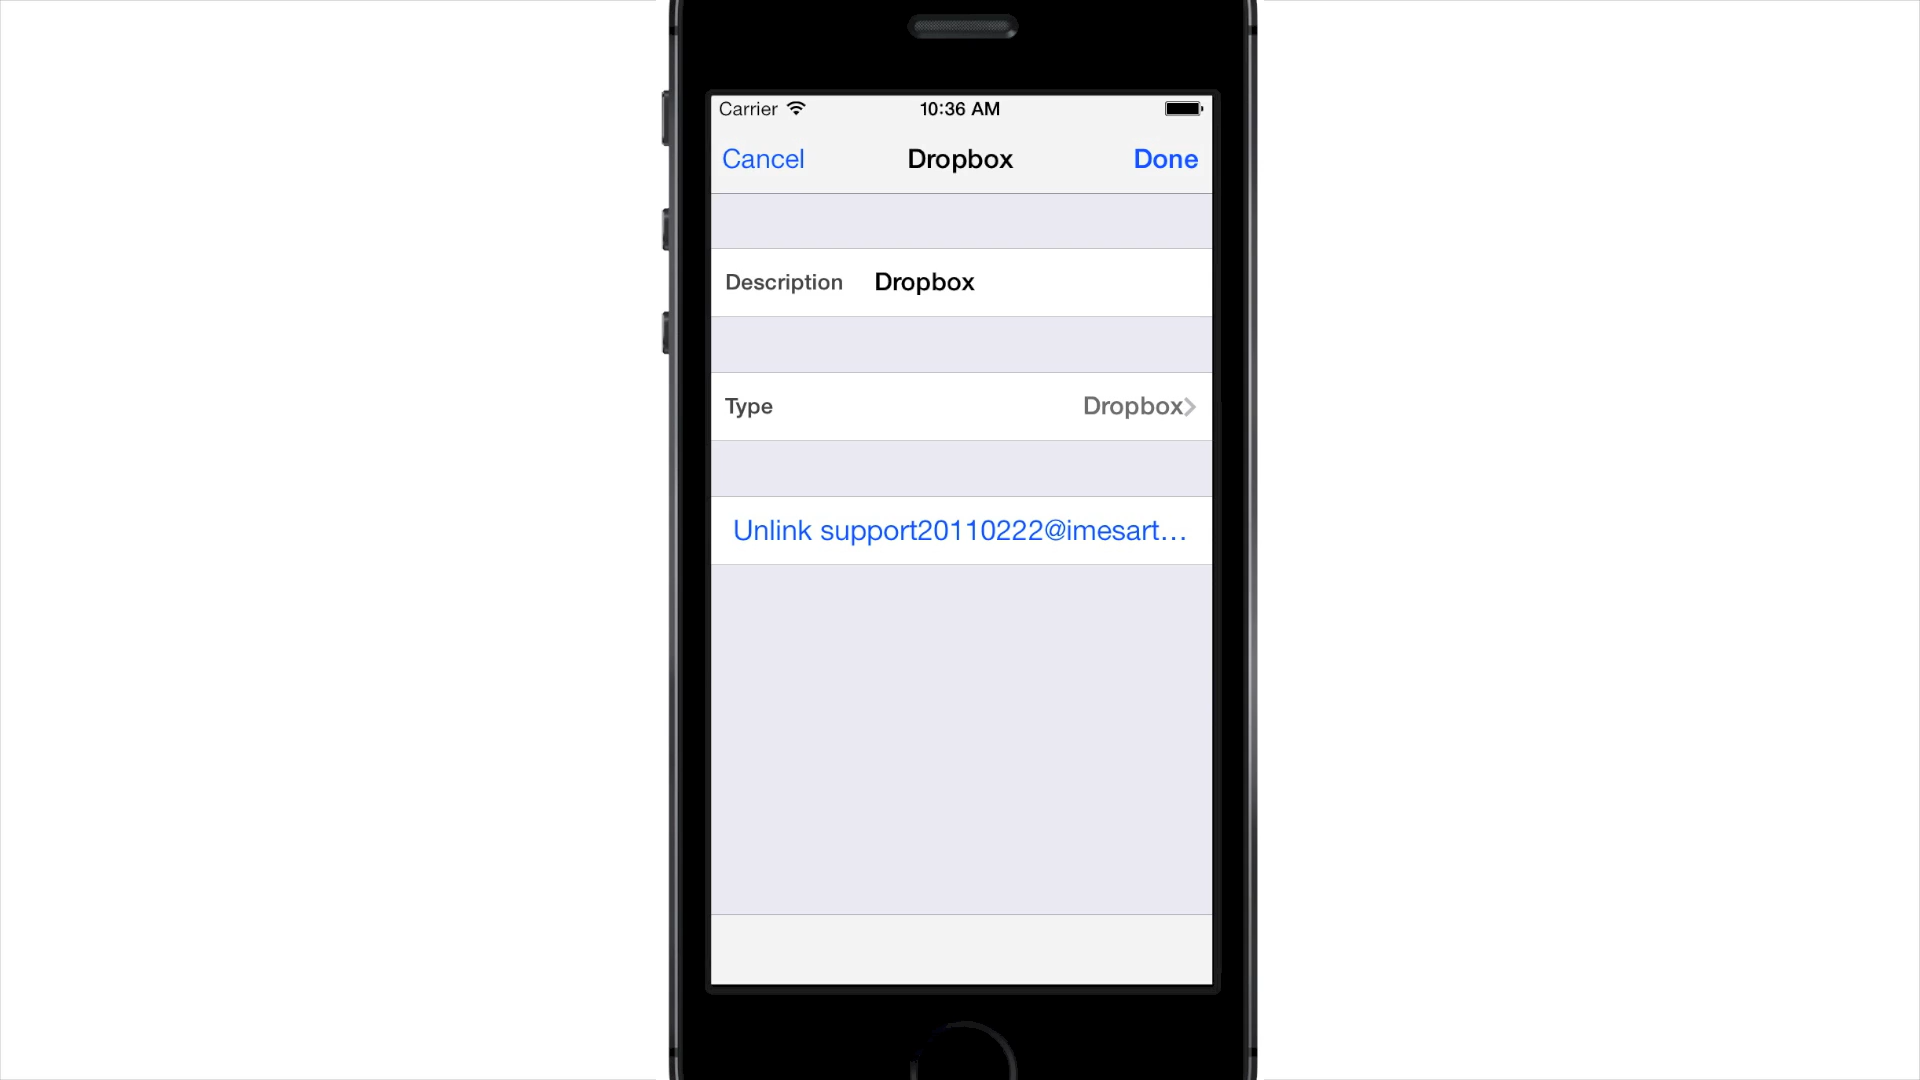 Carrier 10:36 AM
Cancel Dropbox Done
Description Dropbox
Type Dropbox
Unlink support20110222@imesart…